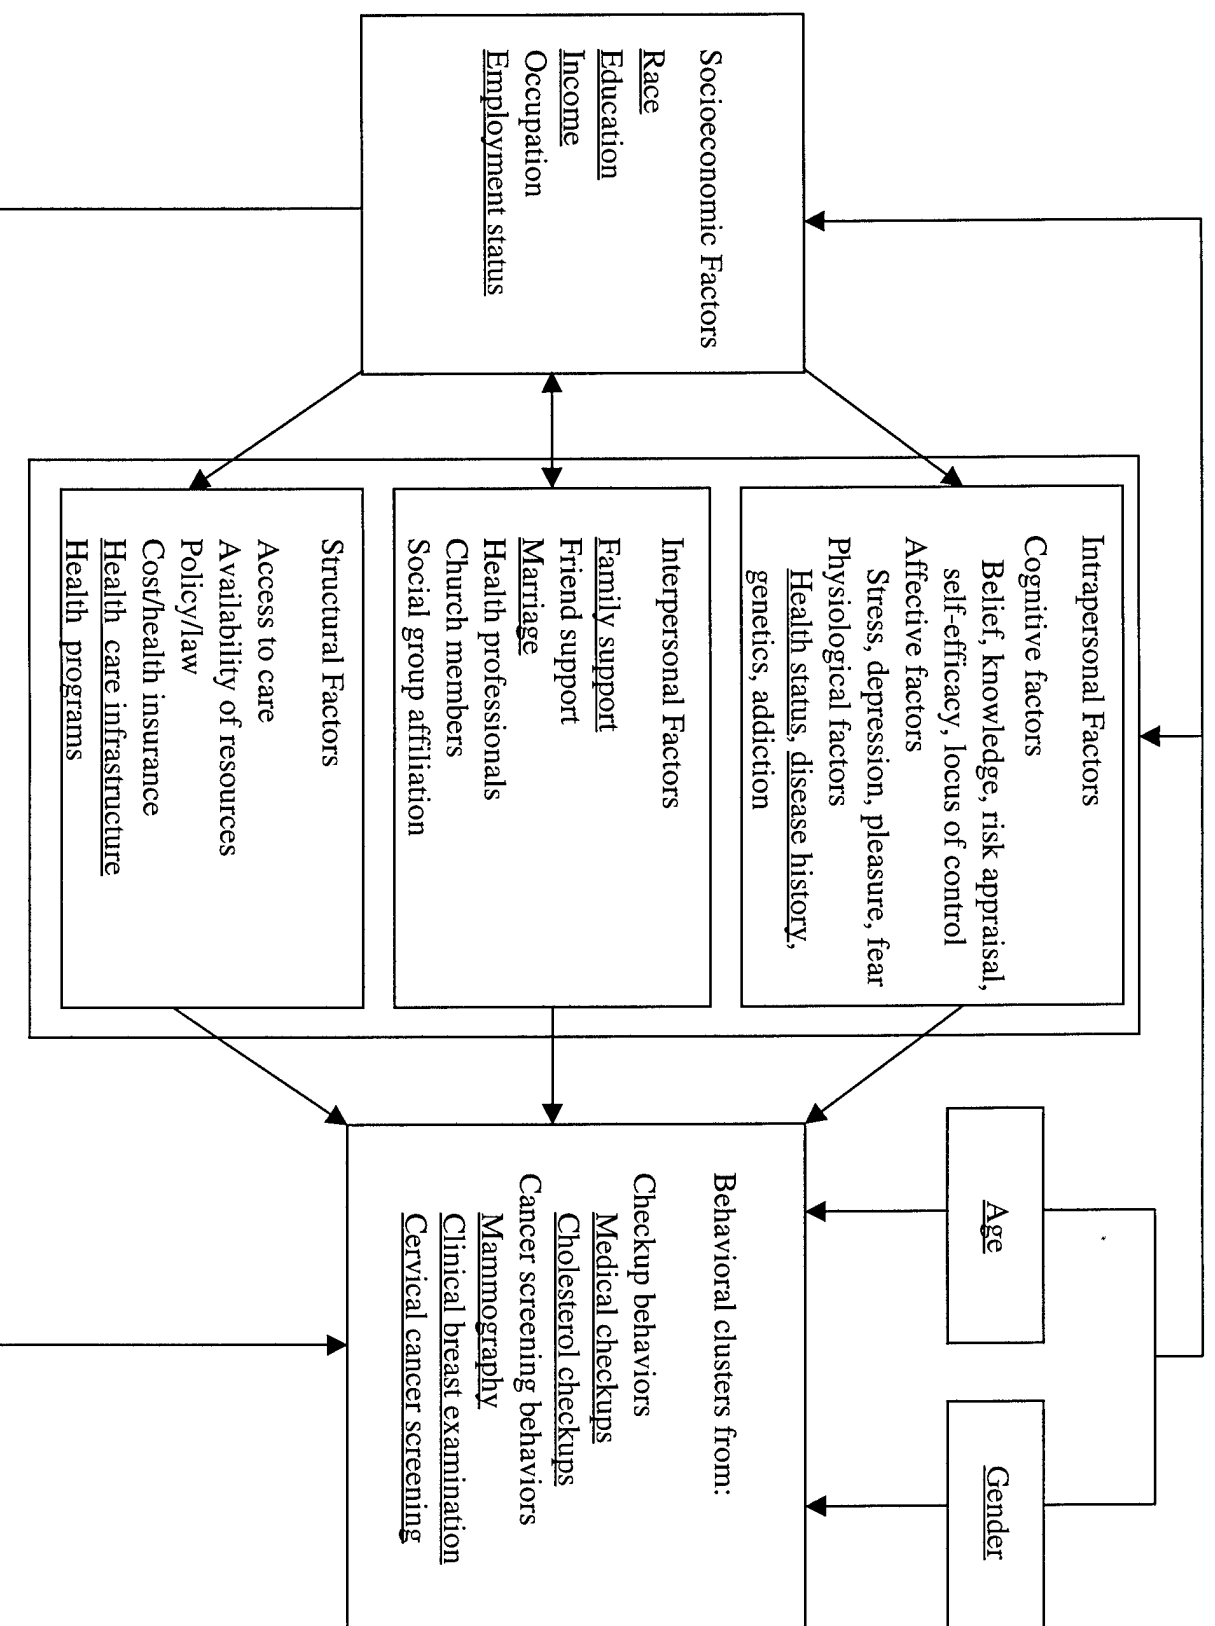 Socioeconomic Factors
Race
Education
Income
Occupation
Employment status
Intrapersonal Factors
Cognitive factors
Belief, knowledge, risk appraisal,
self-efficacy, locus of control
Affective factors
Stress, depression, pleasure, fear
Physiological factors
Health status, disease history,
genetics, addiction
Interpersonal Factors
Family support
Friend support
Marriage
Health professionals
Church members
Social group affiliation
Structural Factors
Access to care
Availability of resources
Policy/law
Cost/health insurance
Health care infrastructure
Health programs
Age
Gender
Behavioral clusters from:
Checkup behaviors
Medical checkups
Cholesterol checkups
Cancer screening behaviors
Mammography
Clinical breast examination
Cervical cancer screening